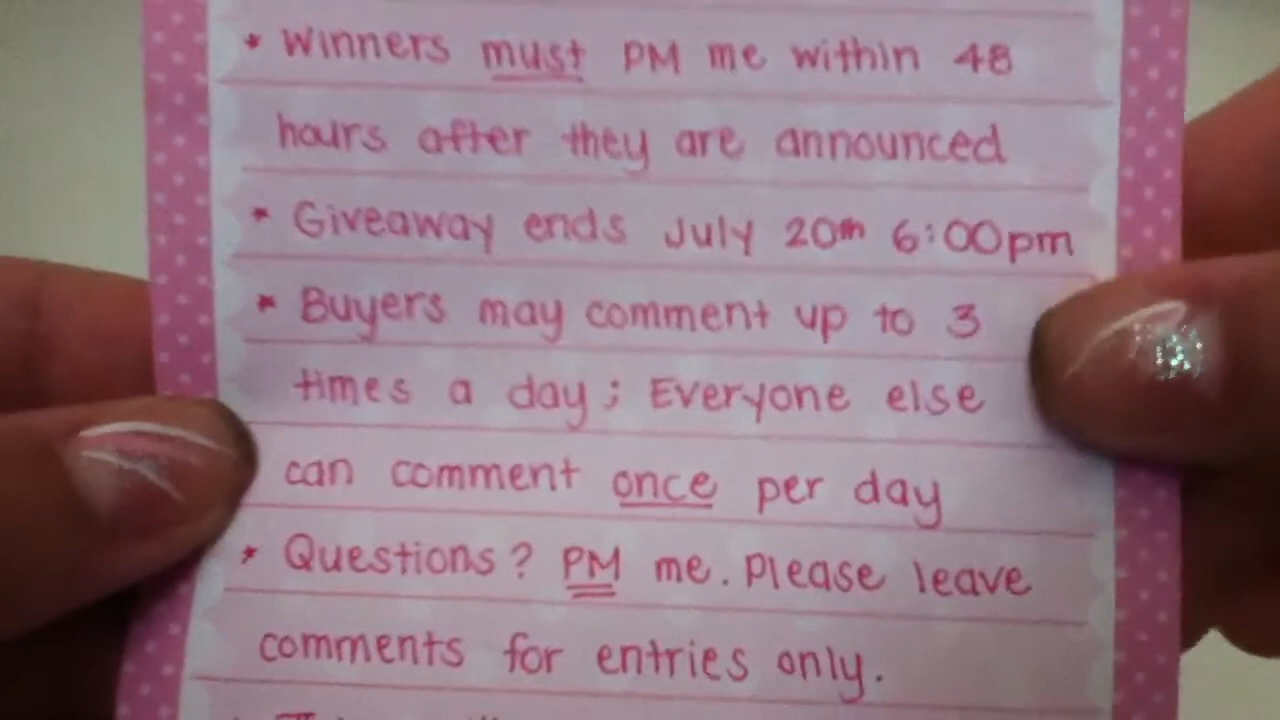 * Winners must PM me within 48
hours after they are announced
* Giveaway ends July 20th 6:00pm
* Buyers may comment up to 3
times a day; Everyone else
can comment once per day
* Questions? PM me. Please leave
comments for entries only.